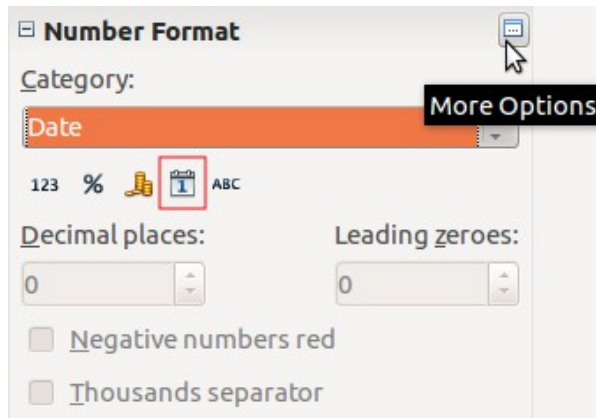 Number Format
Category:
More Options
Date
123 % 1 ABC
Decimal places: Leading zeroes:
0 0
Negative numbers red
Thousands separator